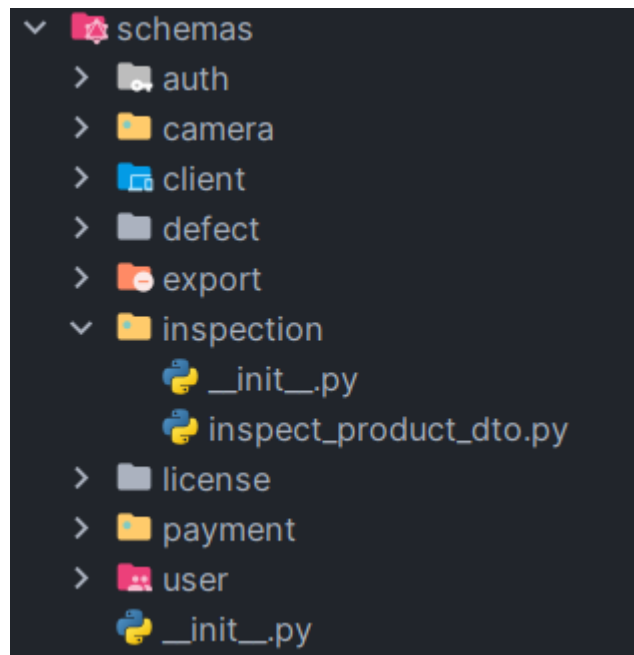 schemas
auth
camera
client
defect
export
inspection
__init__.py
inspect_product_dto.py
license
payment
user
__init__.py